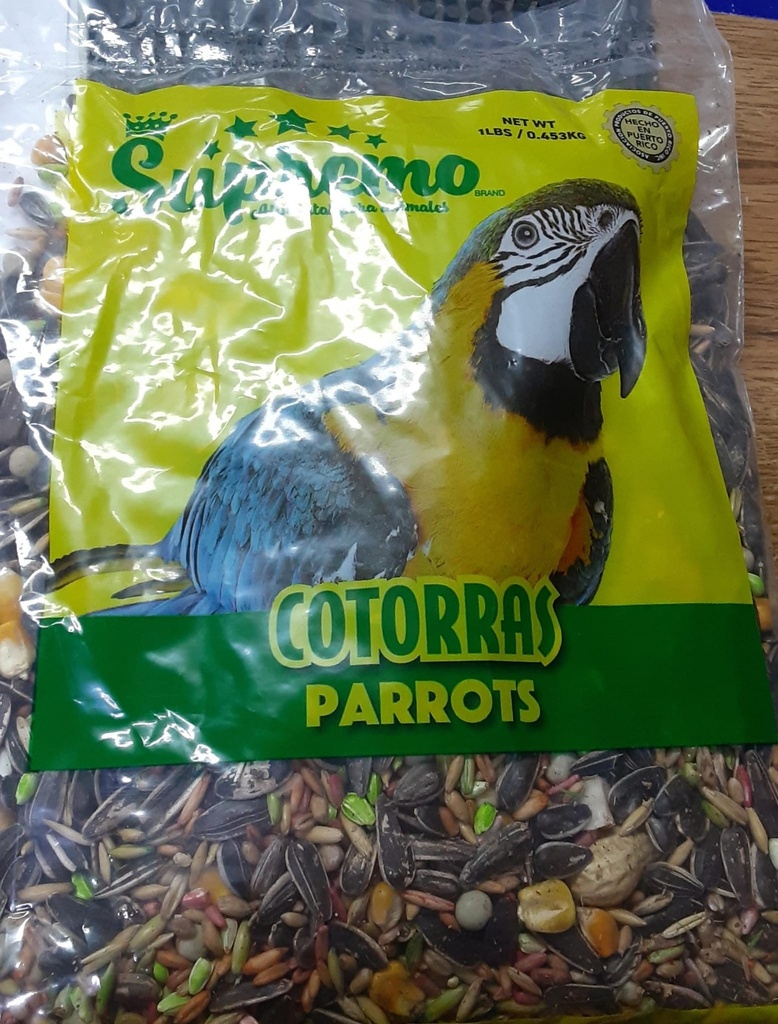 Supremo
BRAND
NET WT
1LBS / 0.453KG
HECHO
EN
PUERTO
RICO
COTORRAS
PARROTS